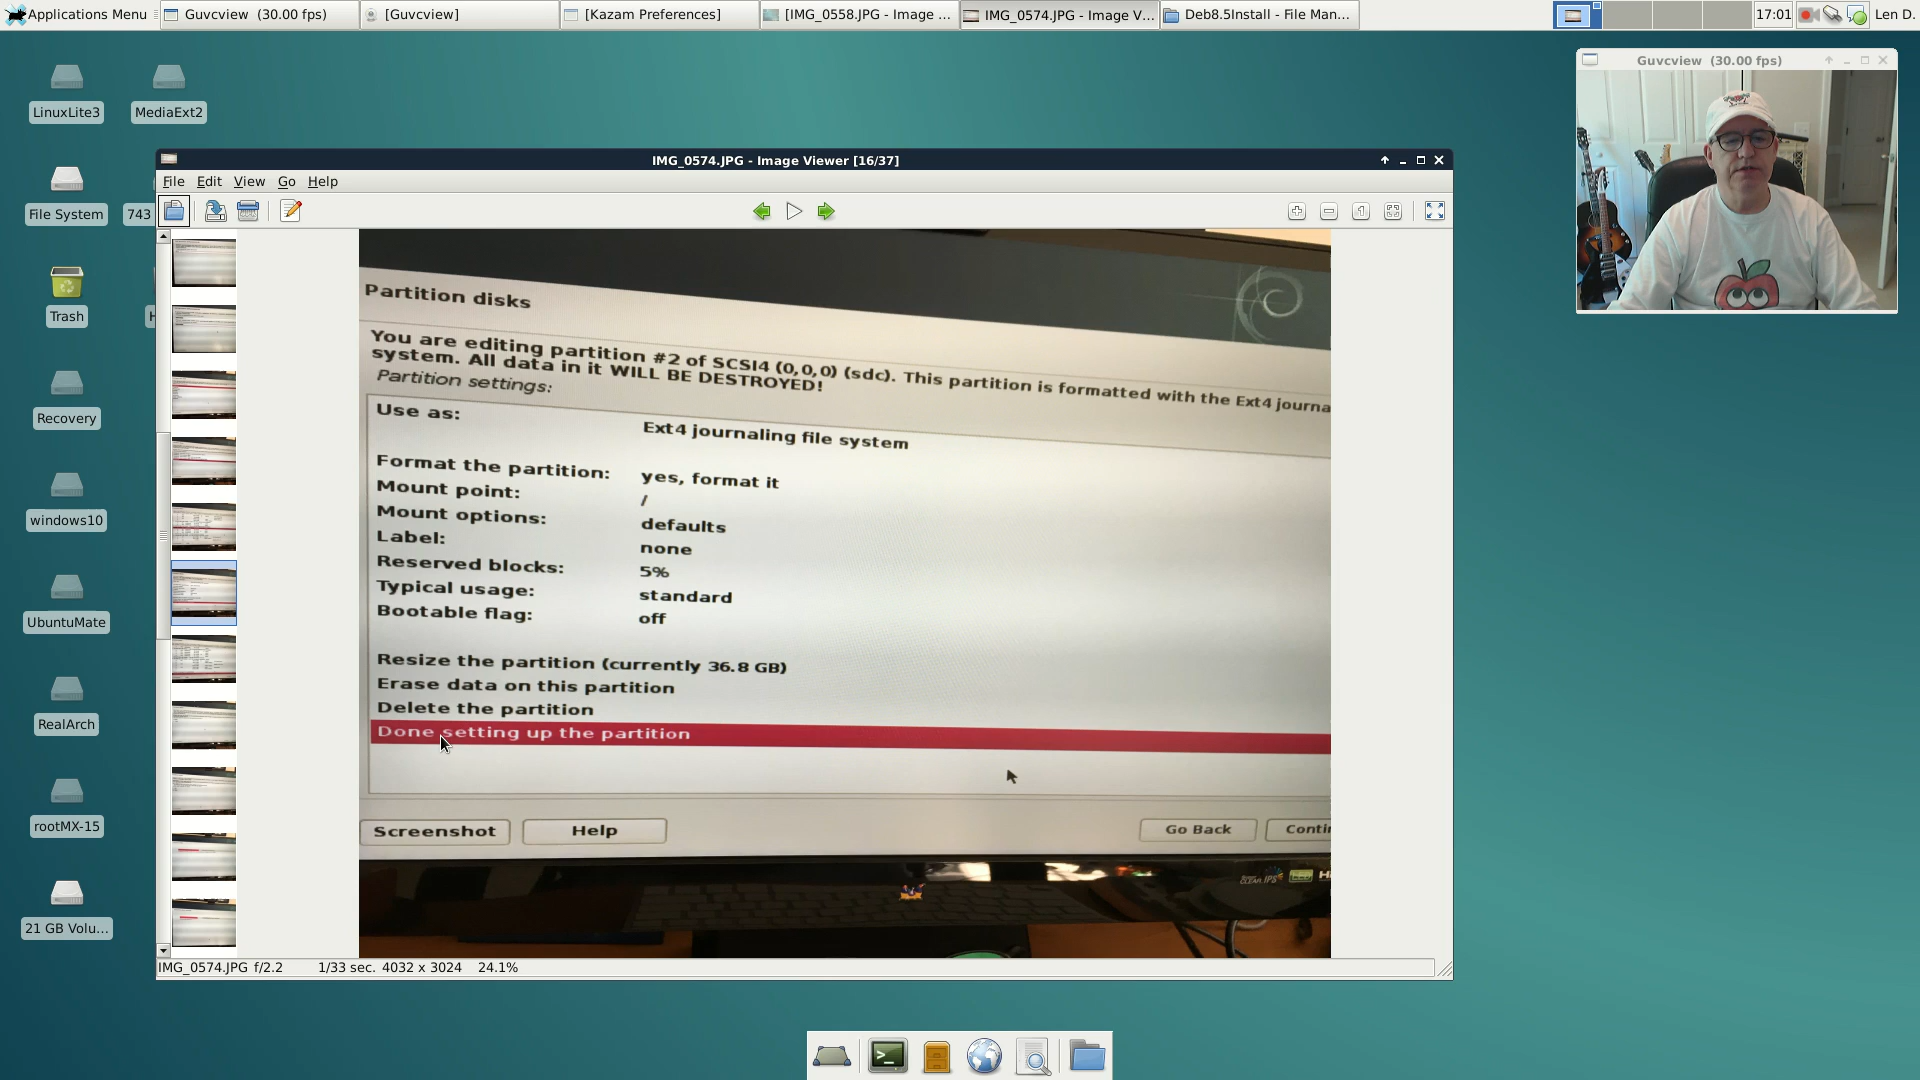 Applications Menu
Guvcview (30.00 fps)
[Guvcview]
[Kazam Preferences]
[IMG_0558.JPG - Image ...
IMG_0574.JPG - Image V...
Deb8.5Install - File Man...
17:01
Len D.
LinuxLite3
MediaExt2
File System
743
Trash
H
Recovery
windows10
UbuntuMate
RealArch
rootMX-15
21 GB Volu...
Guvcview (30.00 fps)
IMG_0574.JPG - Image Viewer [16/37]
File Edit View Go Help
Partition disks
You are editing partition #2 of SCSI4 (0,0,0) (sdc). This partition is formatted with the Ext4 journa
system. All data in it WILL BE DESTROYED!
Partition settings:
Use as: Ext4 journaling file system
Format the partition: yes, format it
Mount point: /
Mount options: defaults
Label: none
Reserved blocks: 5%
Typical usage: standard
Bootable flag: off
Resize the partition (currently 36.8 GB)
Erase data on this partition
Delete the partition
Done setting up the partition
Screenshot Help Go Back Contin
IMG_0574.JPG f/2.2 1/33 sec. 4032 x 3024 24.1%